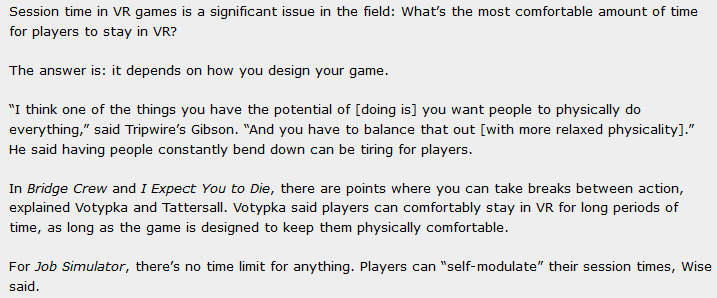 Session time in VR games is a significant issue in the field: What's the most comfortable amount of time
for players to stay in VR?
The answer is: it depends on how you design your game.
“I think one of the things you have the potential of [doing is] you want people to physically do
everything,” said Tripwire's Gibson. “And you have to balance that out [with more relaxed physicality].”
He said having people constantly bend down can be tiring for players.
In Bridge Crew and I Expect You to Die, there are points where you can take breaks between action,
explained Votypka and Tattersall. Votypka said players can comfortably stay in VR for long periods of
time, as long as the game is designed to keep them physically comfortable.
For Job Simulator, there's no time limit for anything. Players can “self-modulate” their session times, Wise
said.